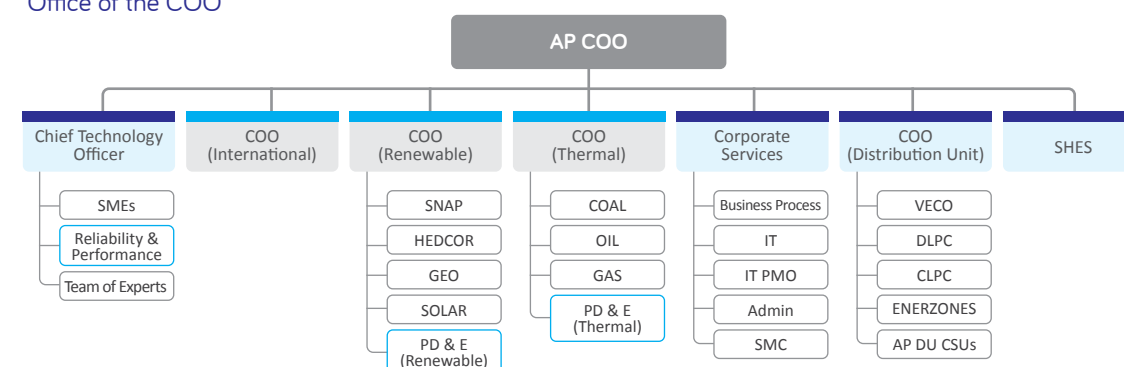 Office of the COO
AP COO
Chief Technology
Officer
COO
(International)
COO
(Renewable)
COO
(Thermal)
Corporate
Services
COO
(Distribution Unit)
SHES
SMEs
Reliability &
Performance
Team of Experts
SNAP
HEDCOR
GEO
SOLAR
PD & E
(Renewable)
COAL
OIL
GAS
PD & E
(Thermal)
Business Process
IT
IT PMO
Admin
SMC
VECO
DLPC
CLPC
ENERZONES
AP DU CSUs